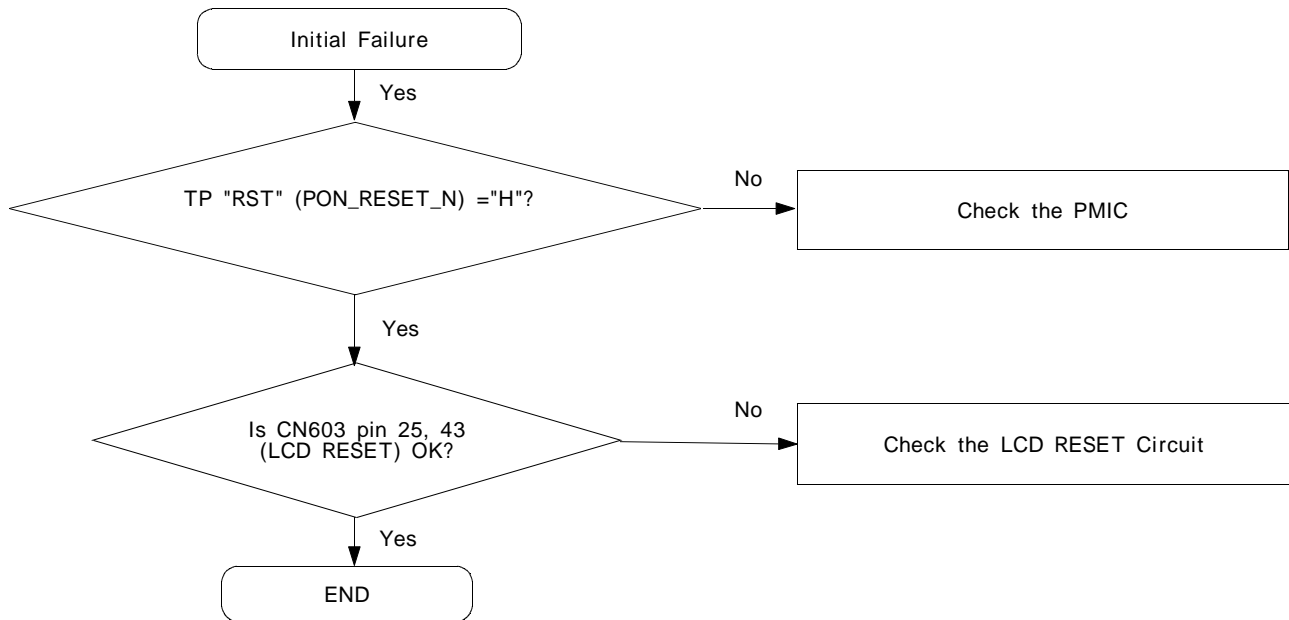 Initial Failure
Yes
TP "RST" (PON_RESET_N) ="H"?
No
Check the PMIC
Yes
Is CN603 pin 25, 43
(LCD RESET) OK?
No
Check the LCD RESET Circuit
Yes
END